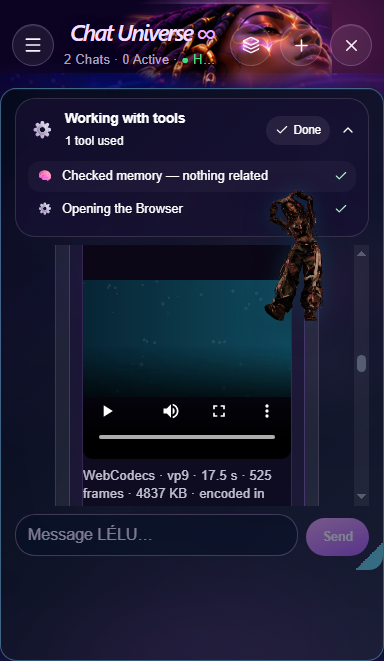 Chat Universe ∞
2 Chats · 0 Active · ● H...
Working with tools
1 tool used
Done
Checked memory — nothing related
Opening the Browser
WebCodecs · vp9 · 17.5 s · 525
frames · 4837 KB · encoded in
Message LÉLU...
Send